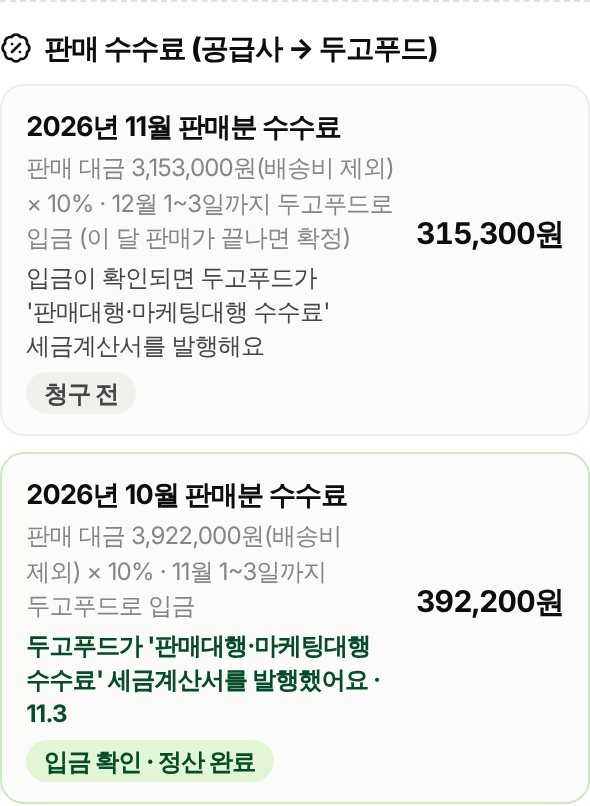 판매 수수료 (공급사 → 두고푸드)
2026년 11월 판매분 수수료
판매 대금 3,153,000원(배송비 제외)
× 10% · 12월 1~3일까지 두고푸드로
입금 (이 달 판매가 끝나면 확정)
315,300원
입금이 확인되면 두고푸드가
'판매대행·마케팅대행 수수료'
세금계산서를 발행해요
청구 전
2026년 10월 판매분 수수료
판매 대금 3,922,000원(배송비
제외) × 10% · 11월 1~3일까지
두고푸드로 입금
392,200원
두고푸드가 '판매대행·마케팅대행
수수료' 세금계산서를 발행했어요 ·
11.3
입금 확인 · 정산 완료